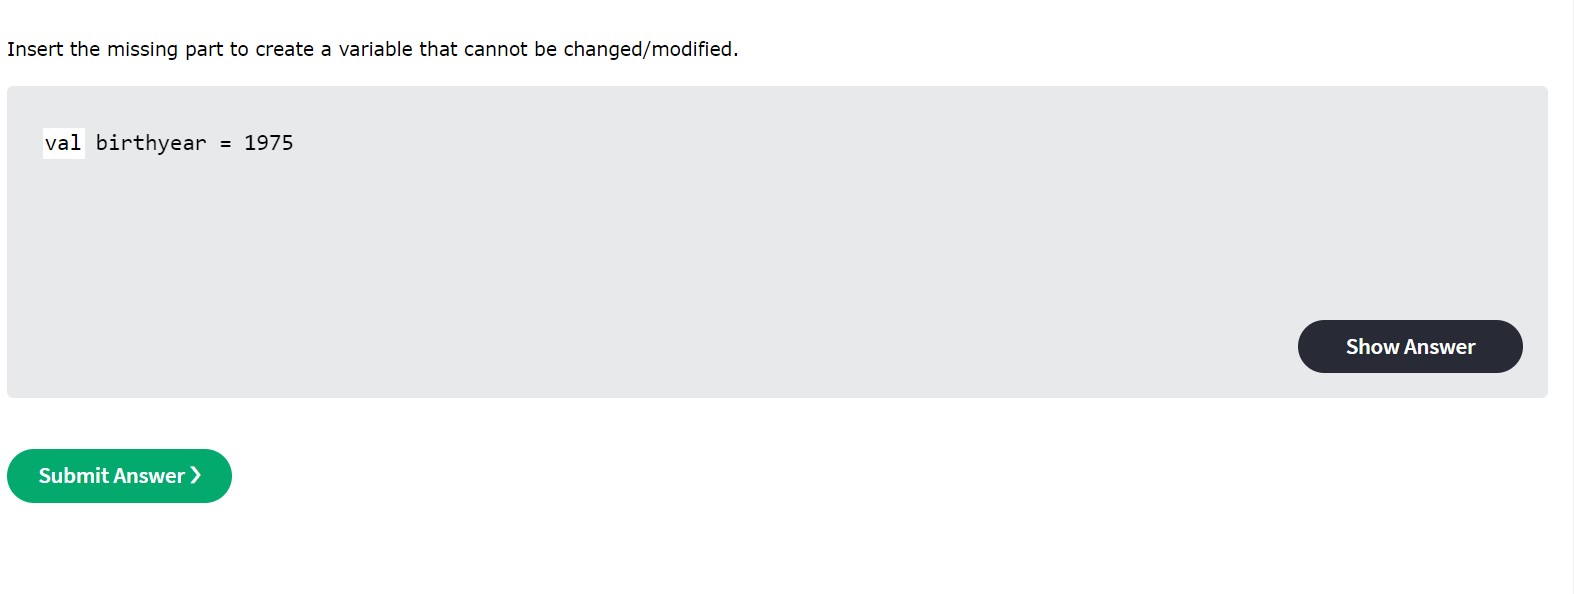 Insert the missing part to create a variable that cannot be changed/modified.
val birthyear = 1975
Show Answer
Submit Answer ❯